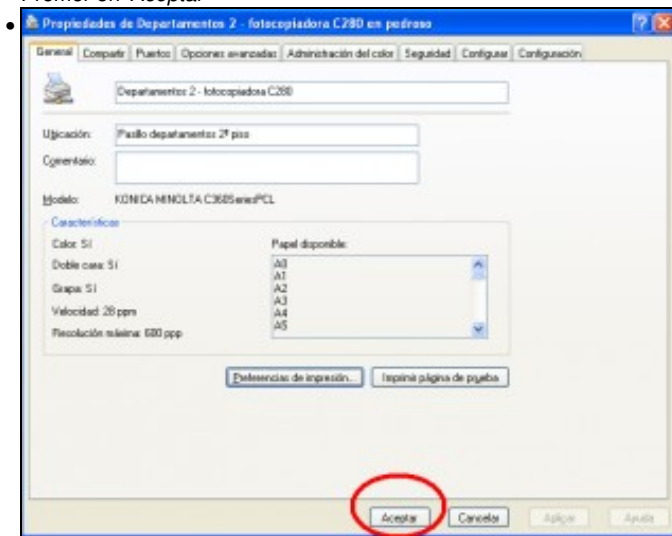 Propiedades de Departamentos 2 - fotocopiadora C280 en pedroso
General Compartir Puertos Opciones avanzadas Administración del color Seguridad Configurar Configuración
Departamentos 2 - fotocopiadora C280
Ubicación: Pasillo departamentos 2º piso
Comentario:
Modelo: KONICA MINOLTA C360SeriesPCL
Características
Color: Sí Papel disponible:
Doble cara: Sí
Grapa: Sí
Velocidad: 28 ppm
Resolución máxima: 600 ppp
A0
A1
A2
A3
A4
A5
Preferencias de impresión... Imprimir página de prueba
Aceptar Cancelar Aplicar Ayuda